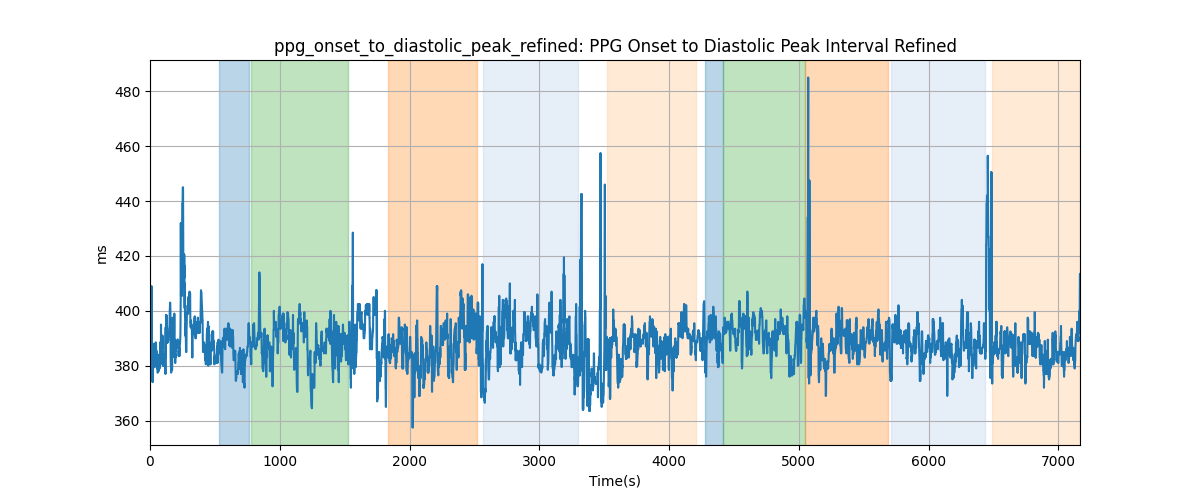 ppg_onset_to_diastolic_peak_refined: PPG Onset to Diastolic Peak Interval Refined
480
460
440
420
400
380
360
ms
0 1000 2000 3000 4000 5000 6000 7000
Time(s)